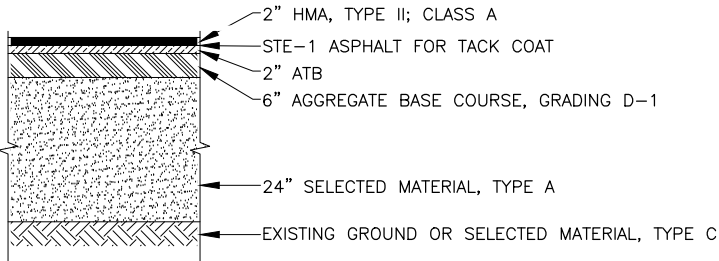 2” HMA, TYPE II; CLASS A
STE-1 ASPHALT FOR TACK COAT
2” ATB
6” AGGREGATE BASE COURSE, GRADING D-1
24” SELECTED MATERIAL, TYPE A
EXISTING GROUND OR SELECTED MATERIAL, TYPE C